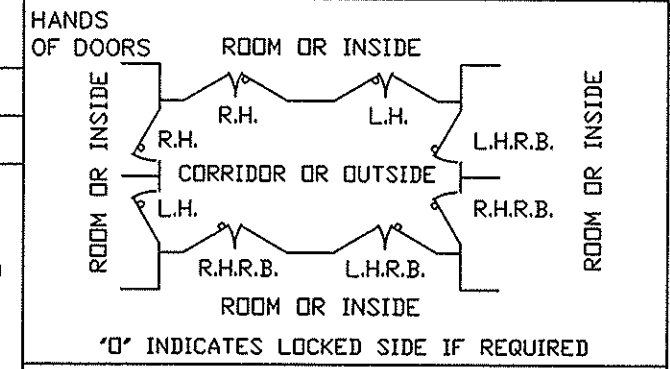 HANDS
OF DOORS
ROOM OR INSIDE
ROOM OR INSIDE
R.H.
L.H.
ROOM OR INSIDE
R.H.
L.H.R.B.
CORRIDOR OR OUTSIDE
L.H.
R.H.R.B.
R.H.R.B.
L.H.R.B.
ROOM OR INSIDE
"O" INDICATES LOCKED SIDE IF REQUIRED